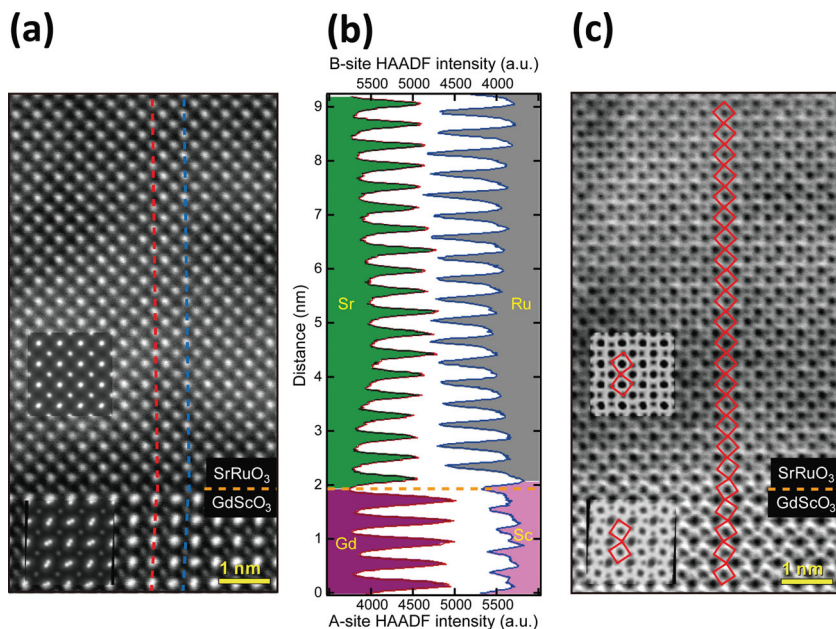 (a)
(b)
(c)
B-site HAADF intensity (a.u.)
5500 5000 4500 4000
9
8
7
6
5
4
3
2
1
0
Distance (nm)
Sr
Ru
Gd
Sc
4000 4500 5000 5500
A-site HAADF intensity (a.u.)
SrRuO₃
GdScO₃
1 nm
SrRuO₃
GdScO₃
1 nm